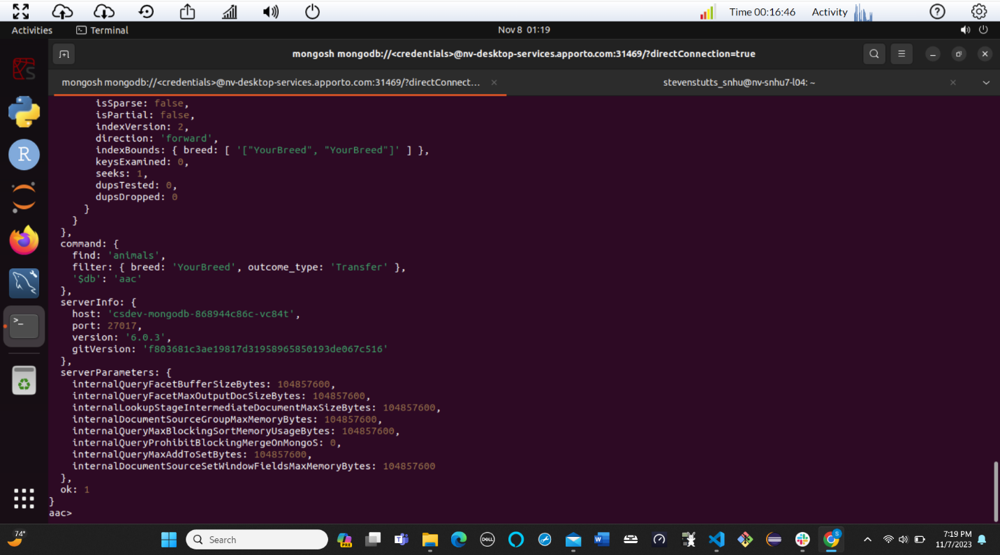 Time 00:16:46
Activity
Activities
Terminal
Nov 8 01:19
mongosh mongodb://<credentials>@nv-desktop-services.apporto.com:31469/?directConnection=true
mongosh mongodb://<credentials>@nv-desktop-services.apporto.com:31469/?directConnect...
stevenstutts_snhu@nv-snhu7-l04: ~
isSparse: false,
isPartial: false,
indexVersion: 2,
direction: 'forward',
indexBounds: { breed: [ '["YourBreed", "YourBreed"]' ] },
keysExamined: 0,
seeks: 1,
dupsTested: 0,
dupsDropped: 0
}
}
},
command: {
find: 'animals',
filter: { breed: 'YourBreed', outcome_type: 'Transfer' },
'$db': 'aac'
},
serverInfo: {
host: 'csdev-mongodb-868944c86c-vc84t',
port: 27017,
version: '6.0.3',
gitVersion: 'f803681c3ae19817d31958965850193de067c516'
},
serverParameters: {
internalQueryFacetBufferSizeBytes: 104857600,
internalQueryFacetMaxOutputDocSizeBytes: 104857600,
internalLookupStageIntermediateDocumentMaxSizeBytes: 104857600,
internalDocumentSourceGroupMaxMemoryBytes: 104857600,
internalQueryMaxBlockingSortMemoryUsageBytes: 104857600,
internalQueryProhibitBlockingMergeOnMongoS: 0,
internalQueryMaxAddToSetBytes: 104857600,
internalDocumentSourceSetWindowFieldsMaxMemoryBytes: 104857600
},
ok: 1
}
aac>
74°
Search
PRE
DELL
7:19 PM
11/7/2023